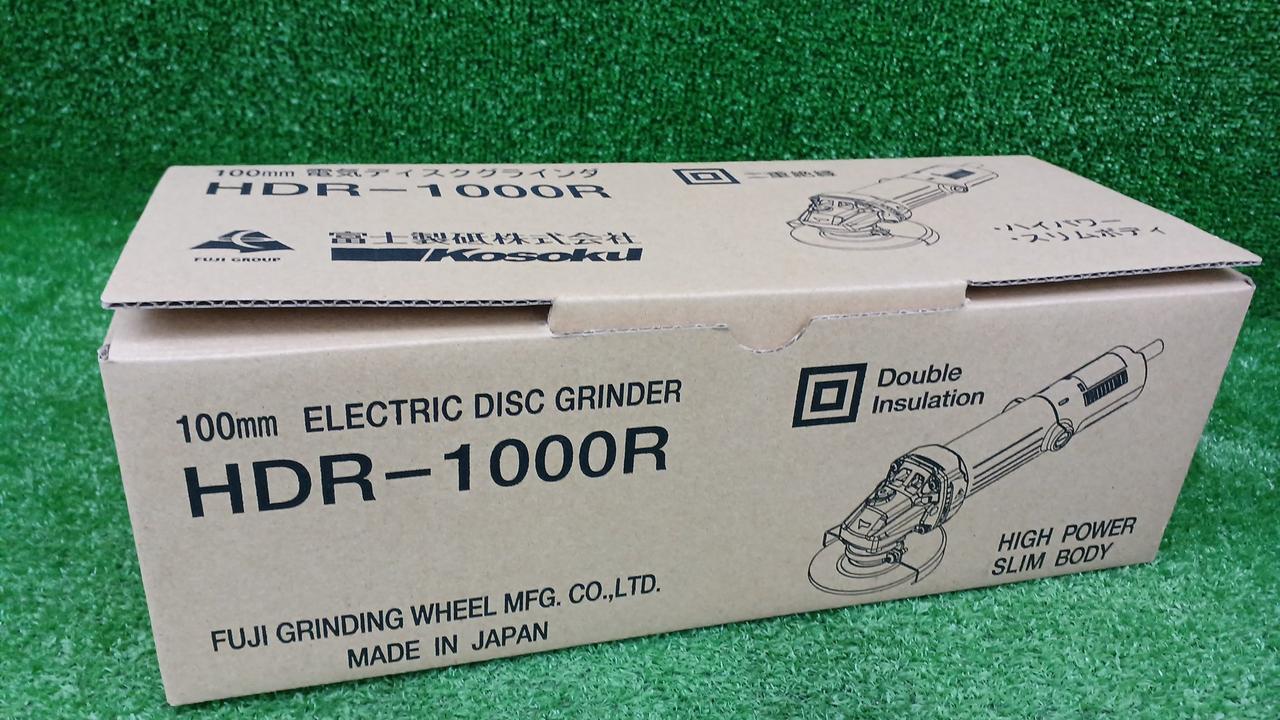 100mm 電気ディスクグラインダ
HDR-1000R
二重絶縁
FUJI GROUP
富士製砥株式会社
Kosoku
・ハイパワー
・スリムボディ
100mm ELECTRIC DISC GRINDER
HDR-1000R
Double
Insulation
HIGH POWER
SLIM BODY
FUJI GRINDING WHEEL MFG. CO.,LTD.
MADE IN JAPAN